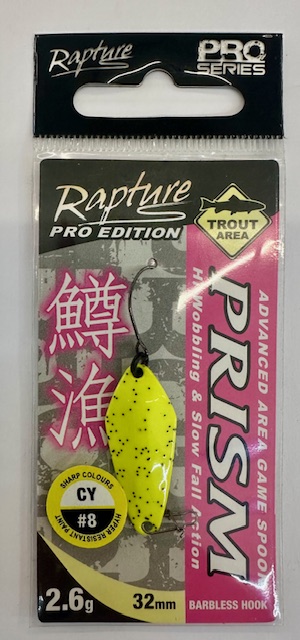 Rapture
PRO
SERIES
Rapture
PRO EDITION
TROUT
AREA
鱒
漁
PRISM
ADVANCED AREA GAME SPOON
H/Wobbling & Slow Fall Action
SHARP COLOURS
CY
#8
HYPER RESISTANT PAINT
2.6g
32mm
BARBLESS HOOK